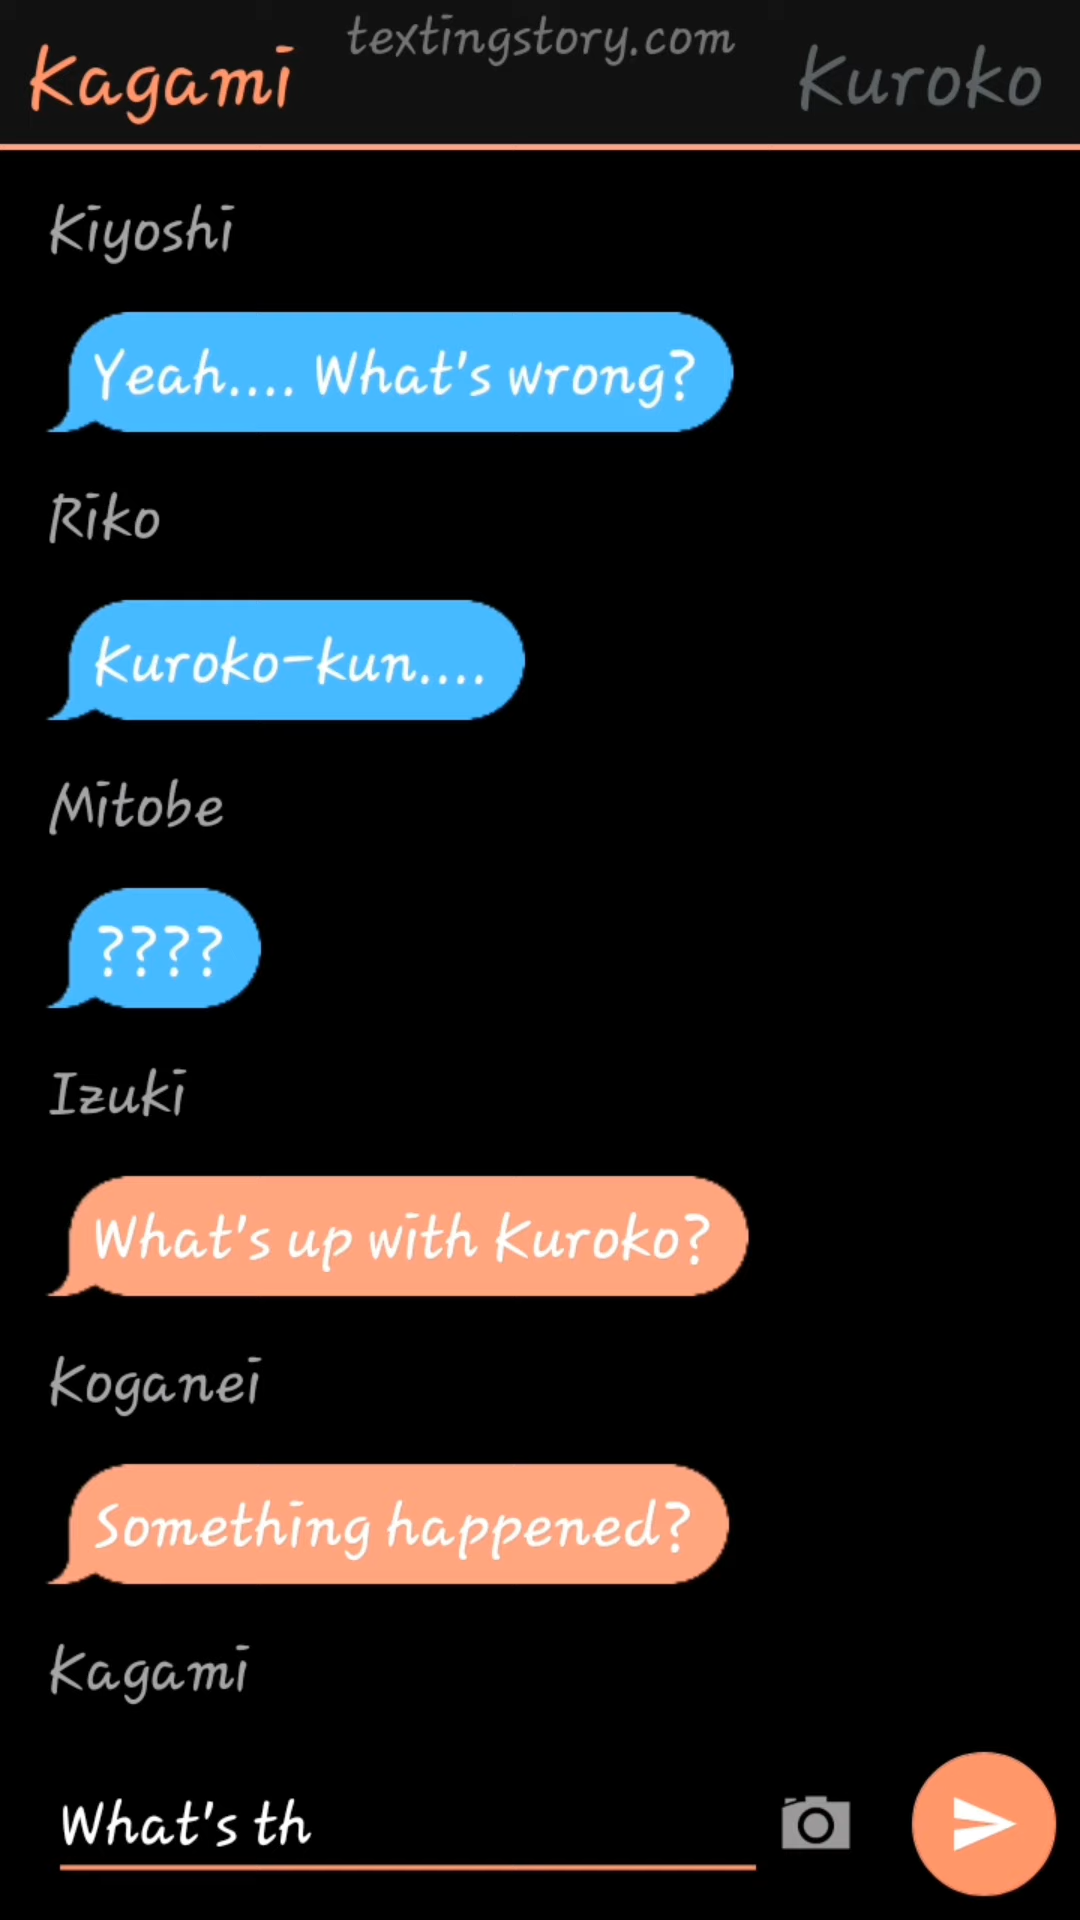 textingstory.com
Kagami
Kuroko
Kiyoshi
Yeah.... What's wrong?
Riko
Kuroko-kun....
Mitobe
????
Izuki
What's up with Kuroko?
Koganei
Something happened?
Kagami
What's th